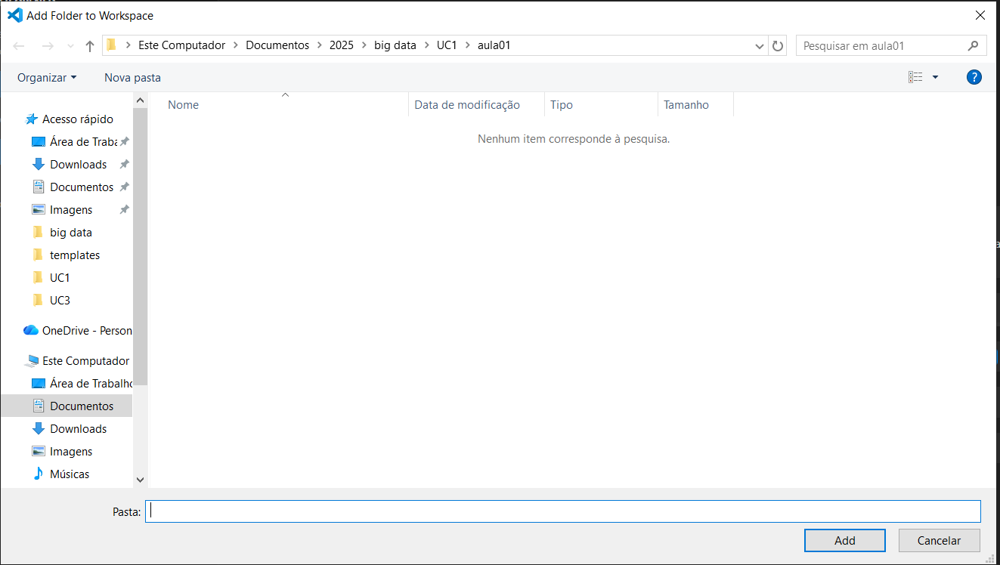 Add Folder to Workspace
Este Computador > Documentos > 2025 > big data > UC1 > aula01
Pesquisar em aula01
Organizar
Nova pasta
?
Nome
Data de modificação
Tipo
Tamanho
Nenhum item corresponde à pesquisa.
Acesso rápido
Área de Traba
Downloads
Documentos
Imagens
big data
templates
UC1
UC3
OneDrive - Person
Este Computador
Área de Trabalho
Documentos
Downloads
Imagens
Músicas
Pasta:
Add
Cancelar